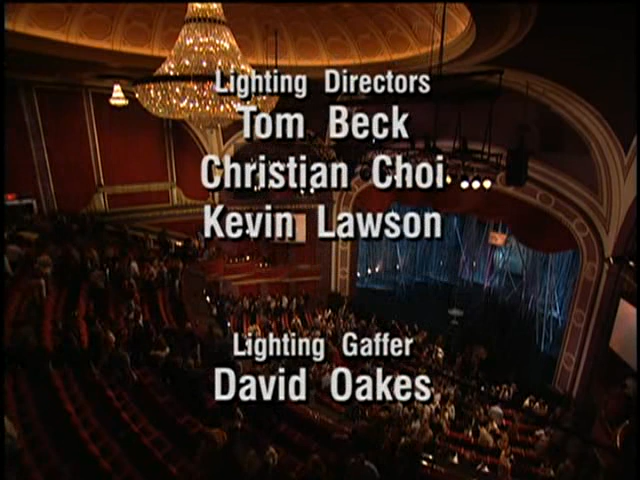 Lighting Directors
Tom Beck
Christian Choi
Kevin Lawson
Lighting Gaffer
David Oakes